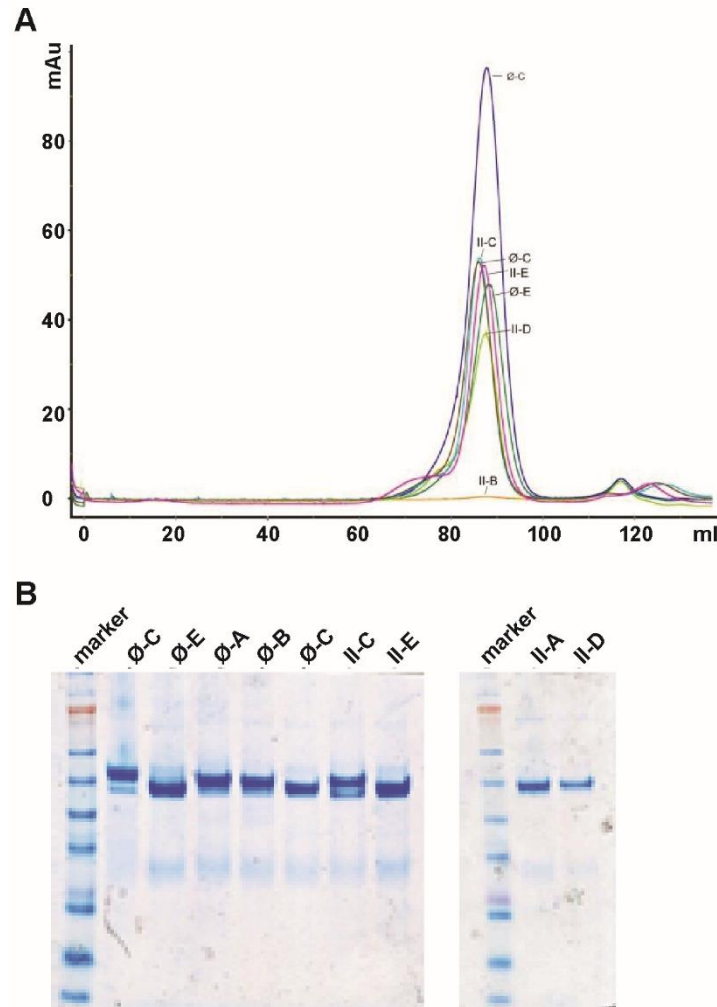 A
mAu
80
60
40
20
0
Ø-C
II-C
Ø-C
II-E
Ø-E
II-D
II-B
0 20 40 60 80 100 120 ml
B
marker Ø-C Ø-E Ø-A Ø-B Ø-C II-C II-E marker II-A II-D